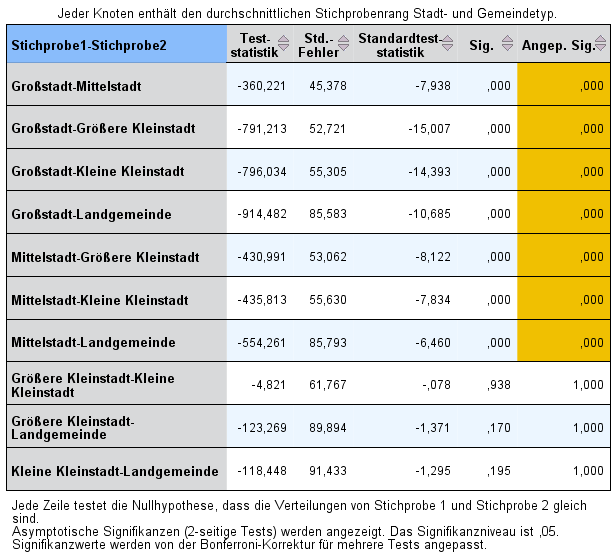 Jeder Knoten enthält den durchschnittlichen Stichprobenrang Stadt- und Gemeindetyp.
Stichprobe1-Stichprobe2 Test-statistik Std.-Fehler Standardtest-statistik Sig. Angep. Sig.
Großstadt-Mittelstadt -360,221 45,378 -7,938 ,000 ,000
Großstadt-Größere Kleinstadt -791,213 52,721 -15,007 ,000 ,000
Großstadt-Kleine Kleinstadt -796,034 55,305 -14,393 ,000 ,000
Großstadt-Landgemeinde -914,482 85,583 -10,685 ,000 ,000
Mittelstadt-Größere Kleinstadt -430,991 53,062 -8,122 ,000 ,000
Mittelstadt-Kleine Kleinstadt -435,813 55,630 -7,834 ,000 ,000
Mittelstadt-Landgemeinde -554,261 85,793 -6,460 ,000 ,000
Größere Kleinstadt-Kleine
Kleinstadt -4,821 61,767 -,078 ,938 1,000
Größere Kleinstadt-
Landgemeinde -123,269 89,894 -1,371 ,170 1,000
Kleine Kleinstadt-Landgemeinde -118,448 91,433 -1,295 ,195 1,000
Jede Zeile testet die Nullhypothese, dass die Verteilungen von Stichprobe 1 und Stichprobe 2 gleich
sind.
Asymptotische Signifikanzen (2-seitige Tests) werden angezeigt. Das Signifikanzniveau ist ,05.
Signifikanzwerte werden von der Bonferroni-Korrektur für mehrere Tests angepasst.